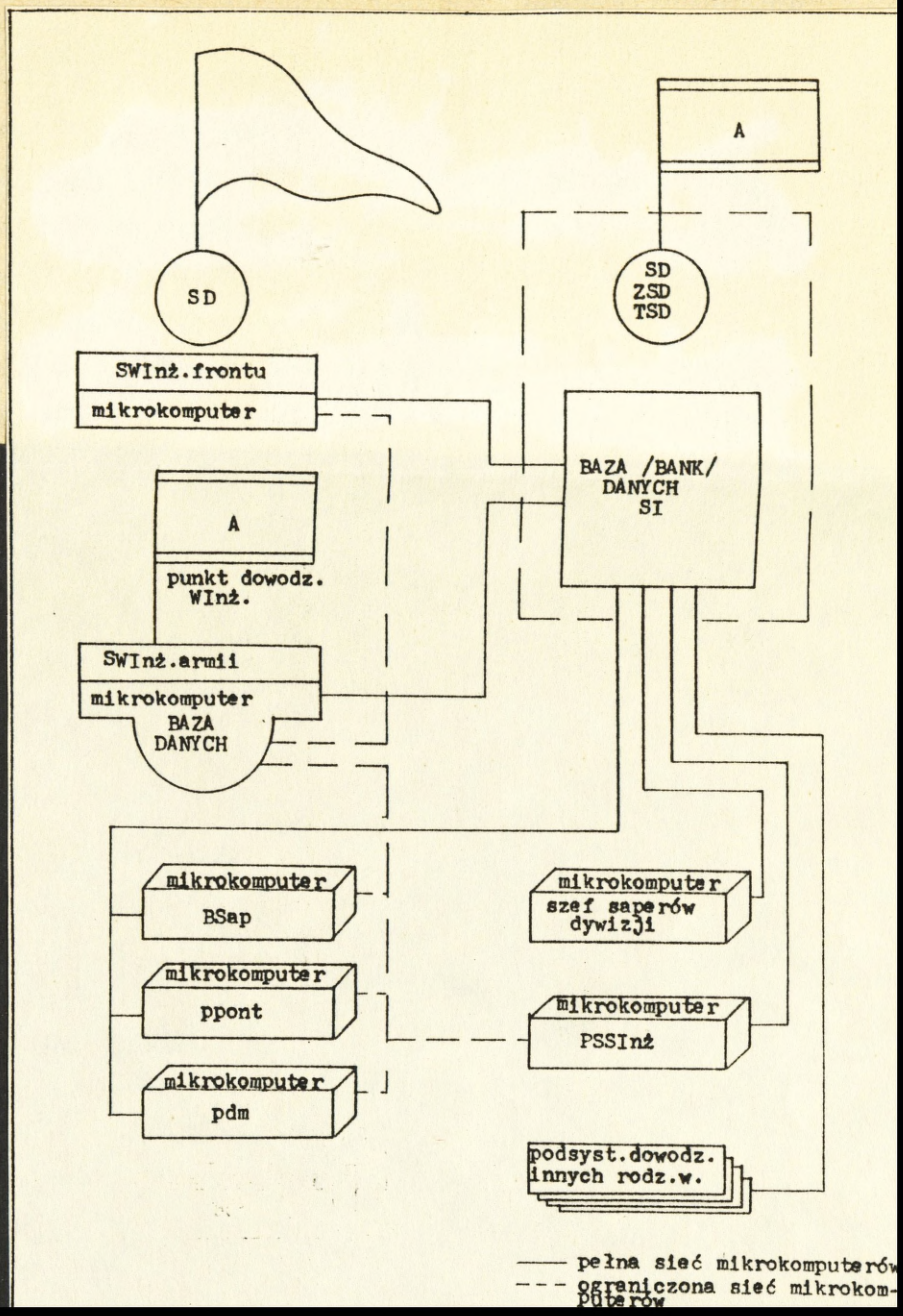 SD
SWInż.frontu
mikrokomputer
A
punkt dowodz.
WInż.
SWInż.armii
mikrokomputer
BAZA
DANYCH
mikrokomputer
BSap
mikrokomputer
ppont
mikrokomputer
pdm
A
SD
ZSD
TSD
BAZA /BANK/
DANYCH
SI
mikrokomputer
szef saperów
dywizji
mikrokomputer
PSSInż
podsyst.dowodz.
innych rodz.w.
pełna sieć mikrokomputerów
ograniczona sieć mikrokom-
puterów